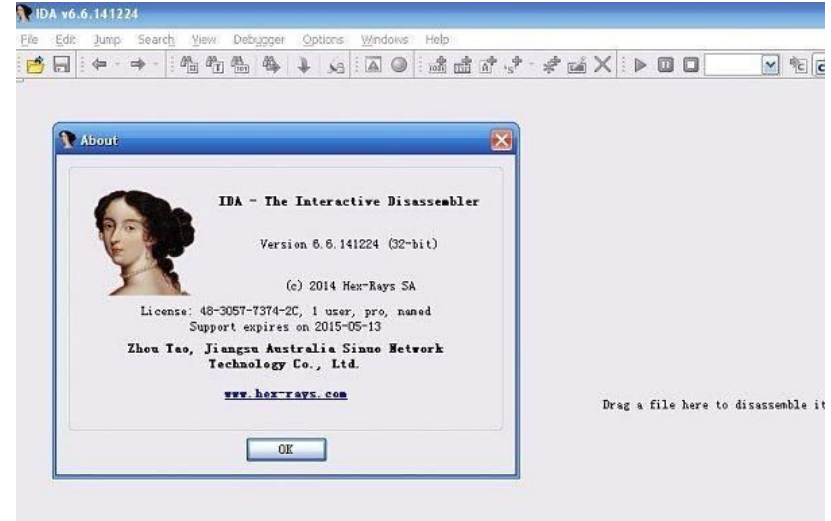 IDA v6.6.141224
File Edit Jump Search View Debugger Options Windows Help
About
IDA - The Interactive Disassembler
Version 6.6.141224 (32-bit)
(c) 2014 Hex-Rays SA
License: 48-3057-7374-2C, 1 user, pro, named
Support expires on 2015-05-13
Zhou Tao, Jiangsu Australia Sinuo Network
Technology Co., Ltd.
www.hex-rays.com
OK
Drag a file here to disassemble it